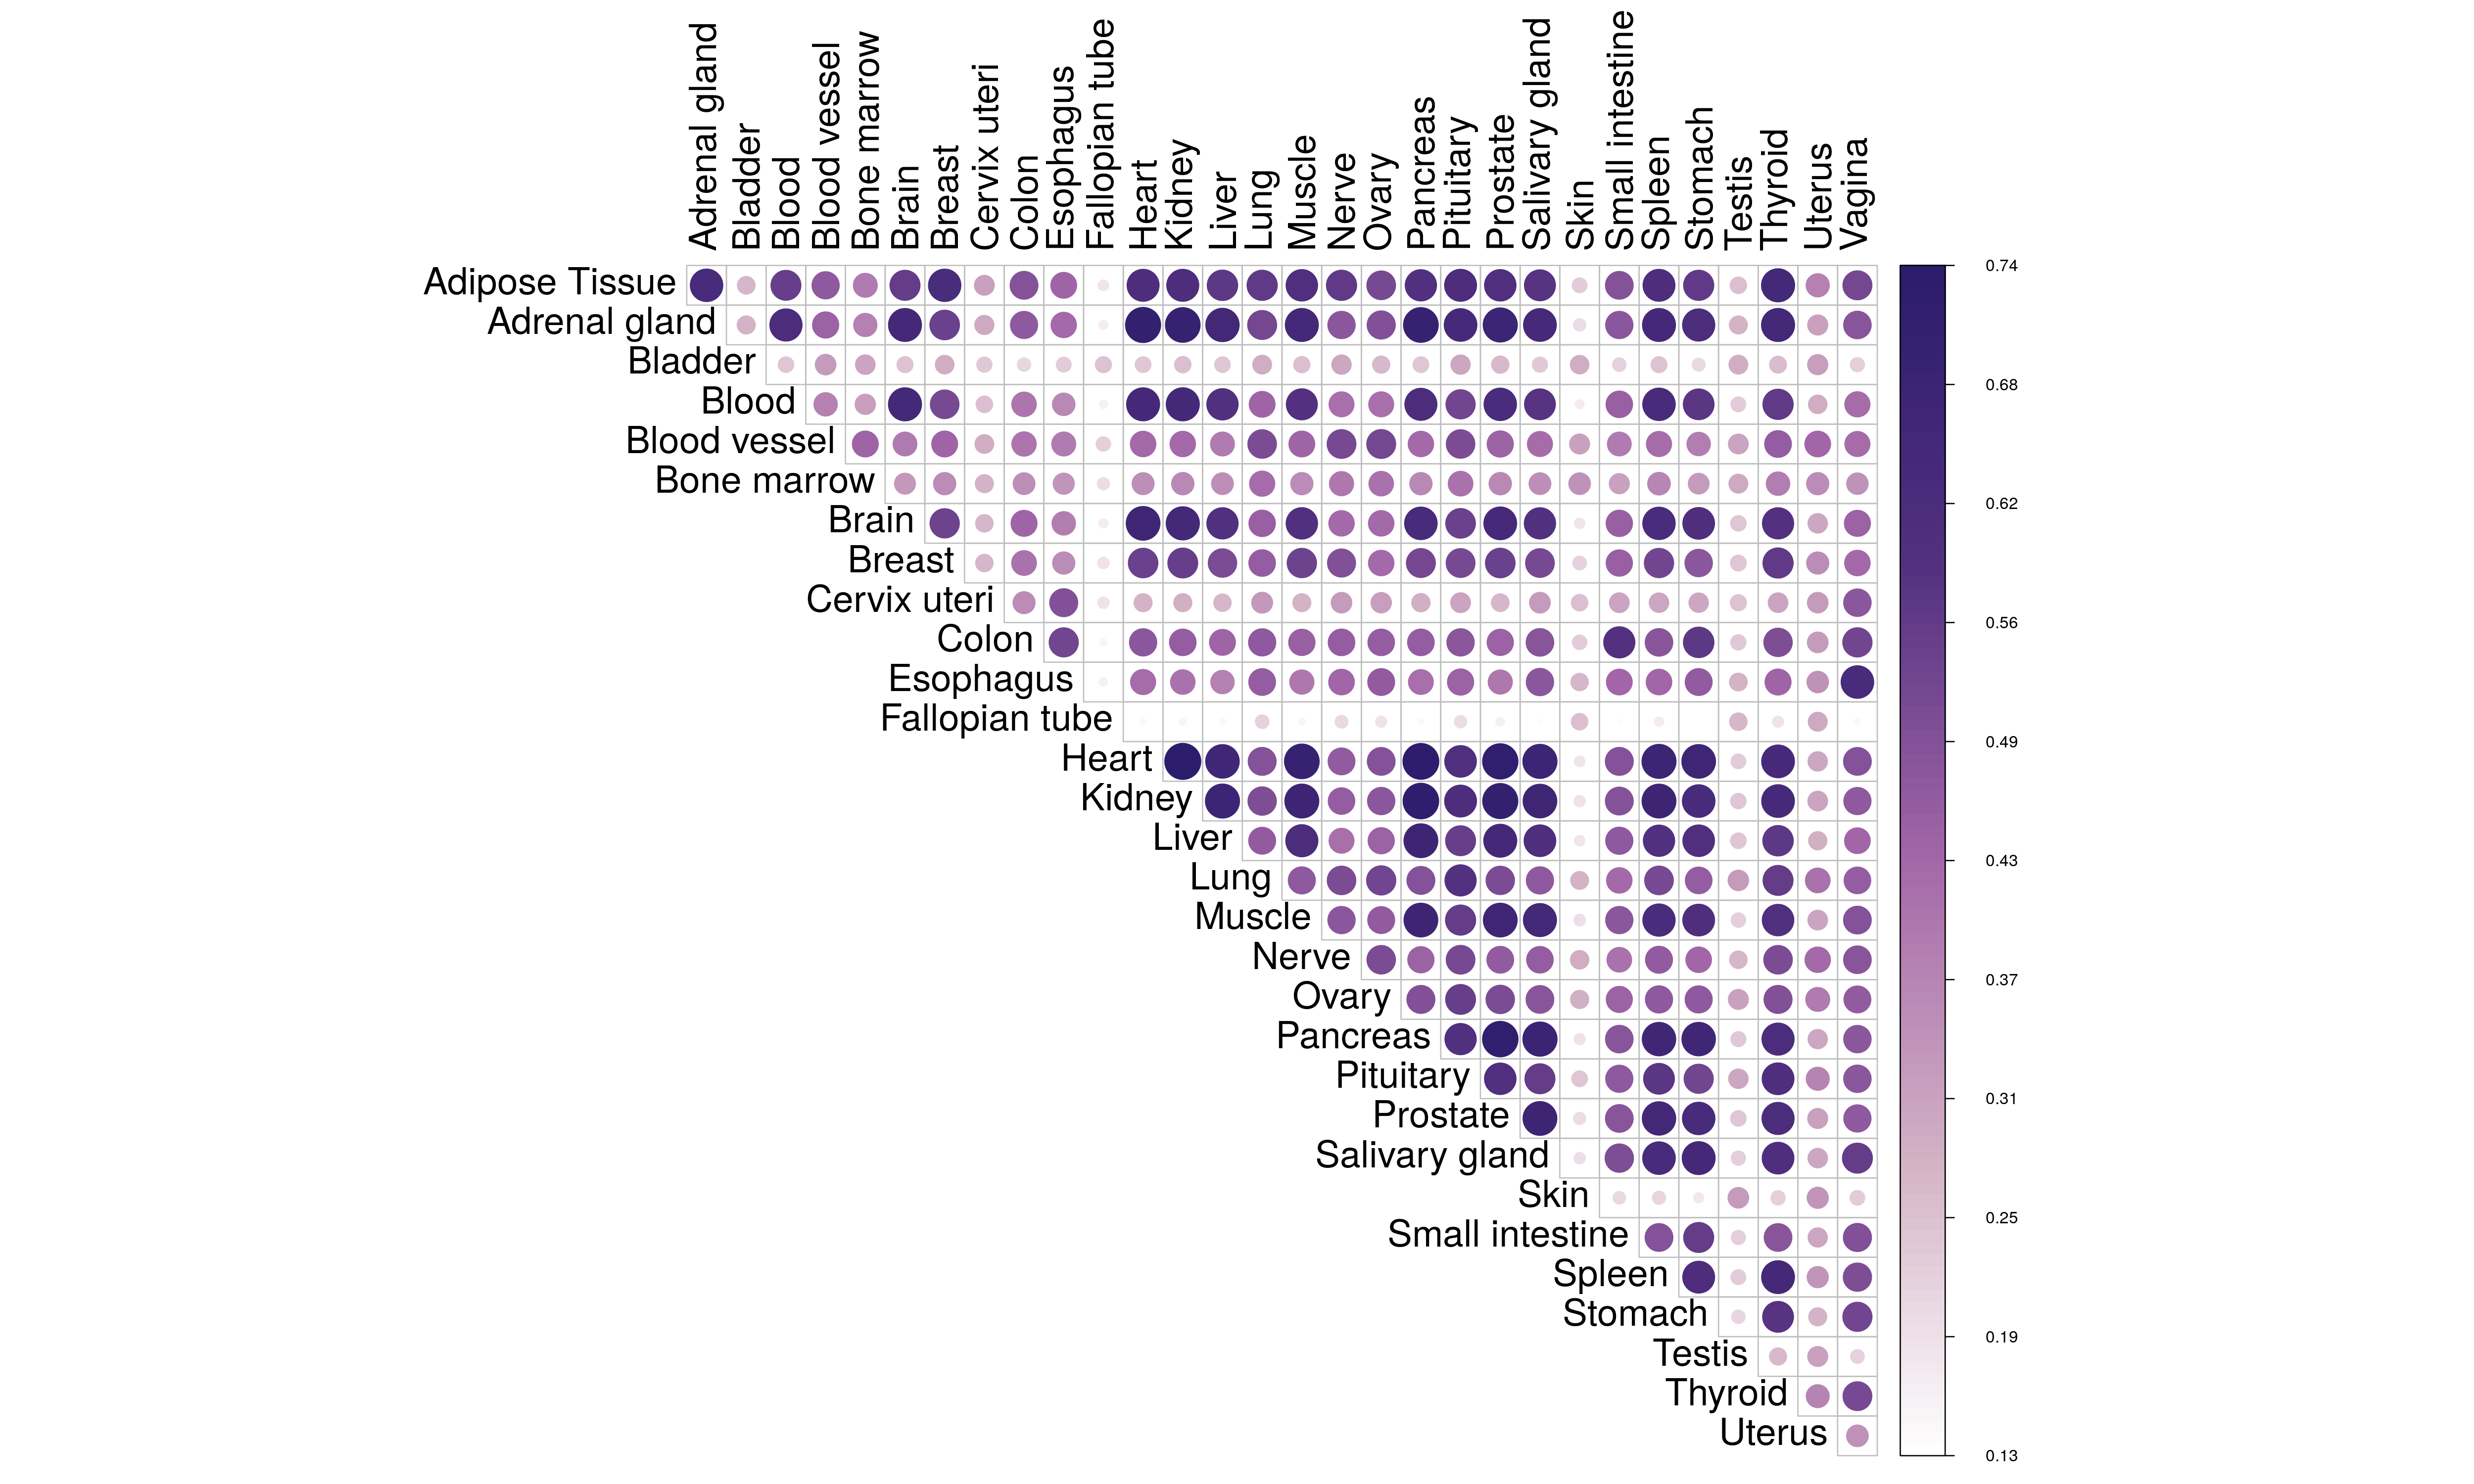 Adrenal gland
Bladder
Blood
Blood vessel
Bone marrow
Brain
Breast
Cervix uteri
Colon
Esophagus
Fallopian tube
Heart
Kidney
Liver
Lung
Muscle
Nerve
Ovary
Pancreas
Pituitary
Prostate
Salivary gland
Skin
Small intestine
Spleen
Stomach
Testis
Thyroid
Uterus
Vagina
Adipose Tissue
Adrenal gland
Bladder
Blood
Blood vessel
Bone marrow
Brain
Breast
Cervix uteri
Colon
Esophagus
Fallopian tube
Heart
Kidney
Liver
Lung
Muscle
Nerve
Ovary
Pancreas
Pituitary
Prostate
Salivary gland
Skin
Small intestine
Spleen
Stomach
Testis
Thyroid
Uterus
0.74
0.68
0.62
0.56
0.49
0.43
0.37
0.31
0.25
0.19
0.13